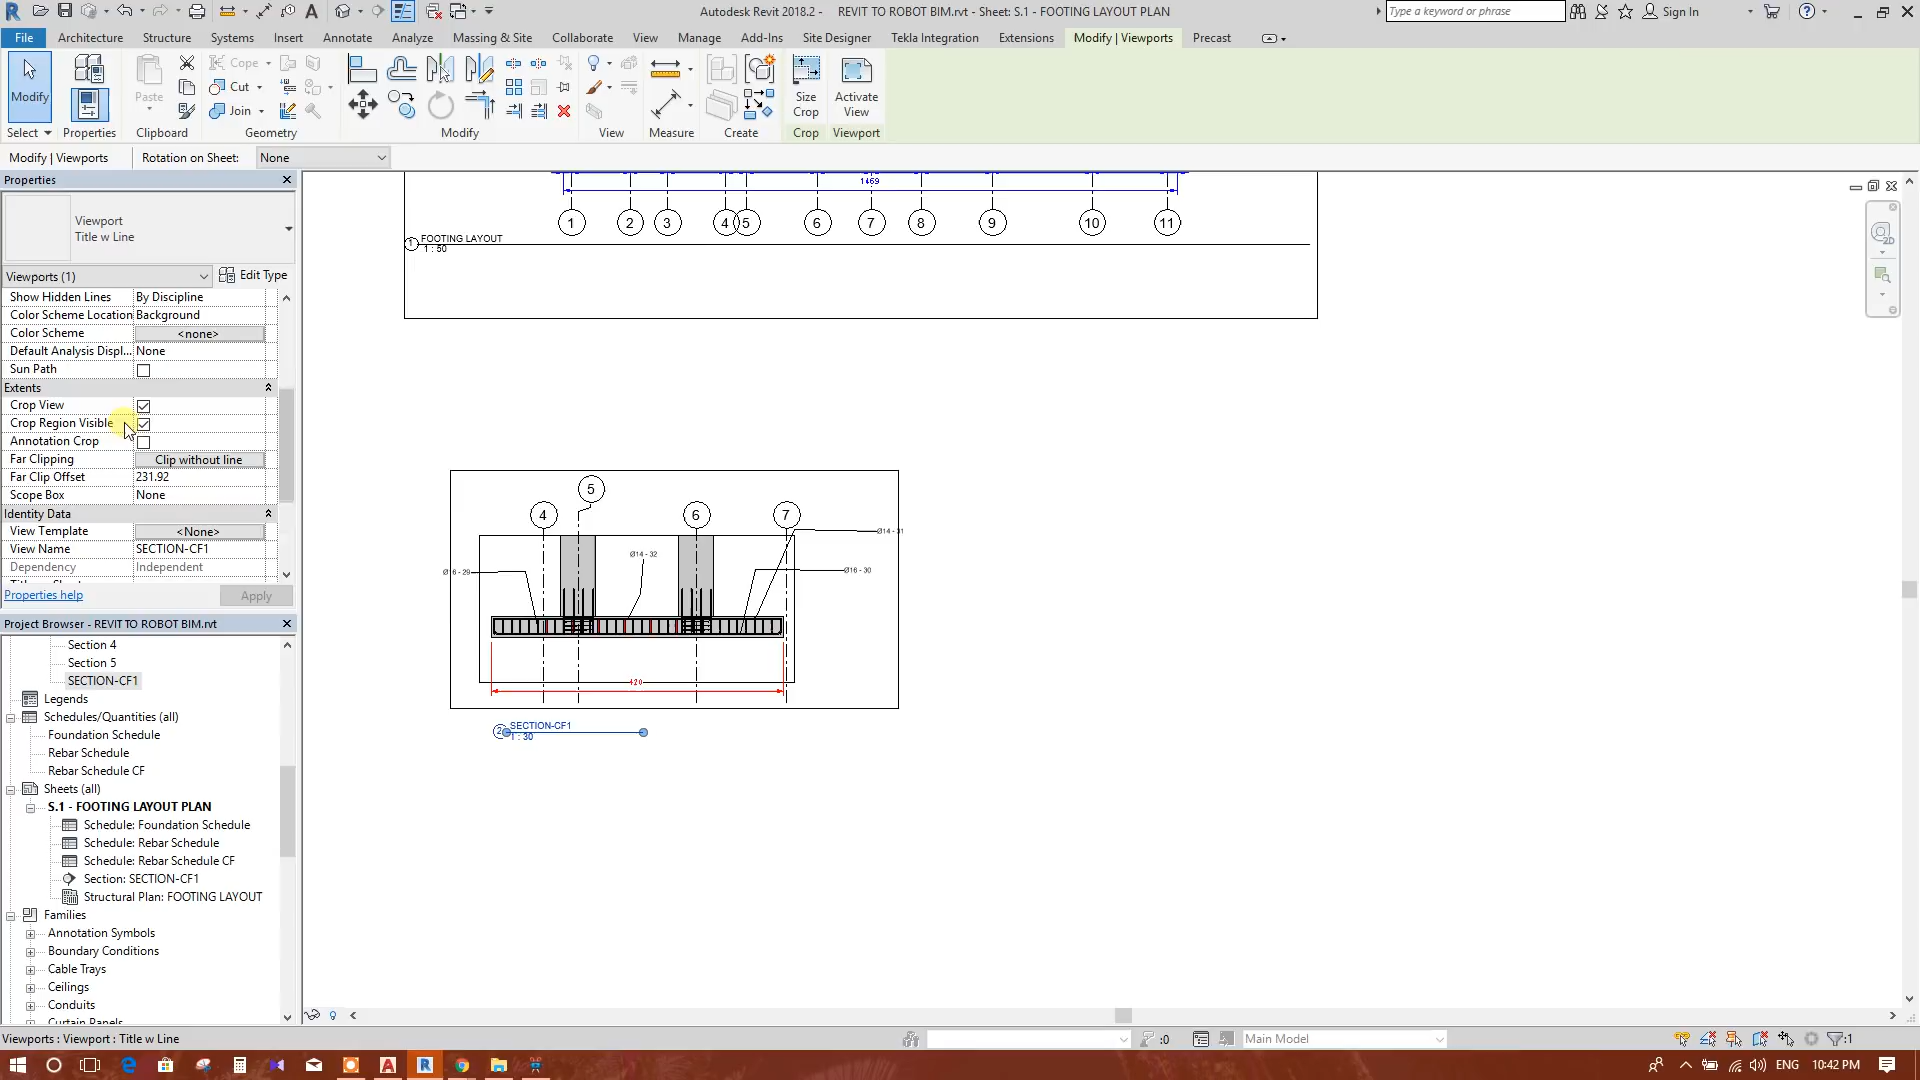 Autodesk Revit 2018.2 -    REVIT TO ROBOT BIM.rvt - Sheet: S.1 - FOOTING LAYOUT PLAN
Type a keyword or phrase
Sign In
File Architecture Structure Systems Insert Annotate Analyze Massing & Site Collaborate View Manage Add-Ins Site Designer Tekla Integration Extensions Modify | Viewports Precast
Modify
Paste
Cope
Cut
Join
Size Crop
Activate View
Select Properties Clipboard Geometry Modify View Measure Create Crop Viewport
Modify | Viewports Rotation on Sheet: None
Properties
Viewport
Title w Line
Viewports (1) Edit Type
Show Hidden Lines By Discipline
Color Scheme Location Background
Color Scheme <none>
Default Analysis Displ... None
Sun Path
Extents
Crop View
Crop Region Visible
Annotation Crop
Far Clipping Clip without line
Far Clip Offset 231.92
Scope Box None
Identity Data
View Template <None>
View Name SECTION-CF1
Dependency Independent
Properties help Apply
Project Browser - REVIT TO ROBOT BIM.rvt
Section 4
Section 5
SECTION-CF1
Legends
Schedules/Quantities (all)
Foundation Schedule
Rebar Schedule
Rebar Schedule CF
Sheets (all)
S.1 - FOOTING LAYOUT PLAN
Schedule: Foundation Schedule
Schedule: Rebar Schedule
Schedule: Rebar Schedule CF
Section: SECTION-CF1
Structural Plan: FOOTING LAYOUT
Families
Annotation Symbols
Boundary Conditions
Cable Trays
Ceilings
Conduits
Curtain Panels
1469
1 2 3 4 5 6 7 8 9 10 11
1 FOOTING LAYOUT
1 : 50
5
4 6 7
Ø14 - 31
Ø14 - 32
Ø16 - 29
Ø16 - 30
420
2 SECTION-CF1
1 : 30
2D
Viewports : Viewport : Title w Line
:0
Main Model
:1
ENG 10:42 PM